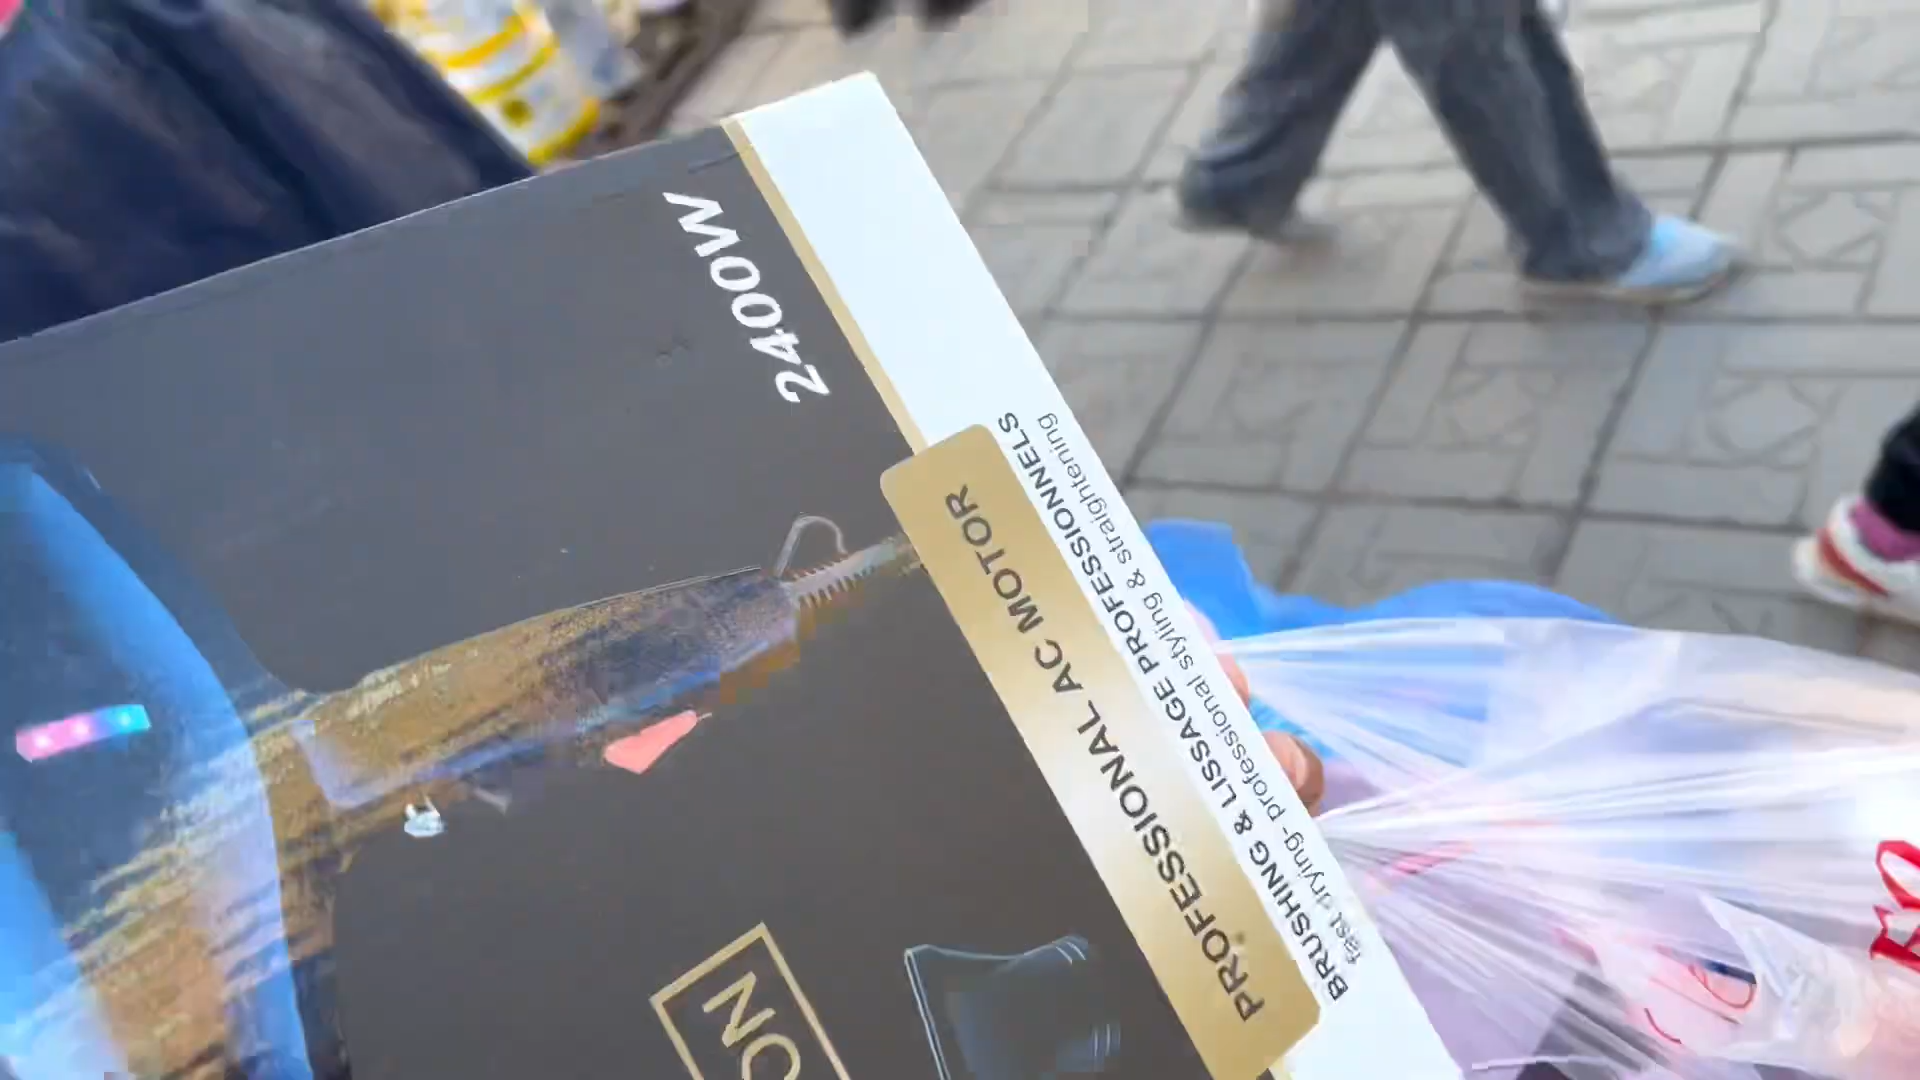 2400W
PROFESSIONAL AC MOTOR
BRUSHING & LISSAGE PROFESSIONNELS
fast drying- professional styling & straightening